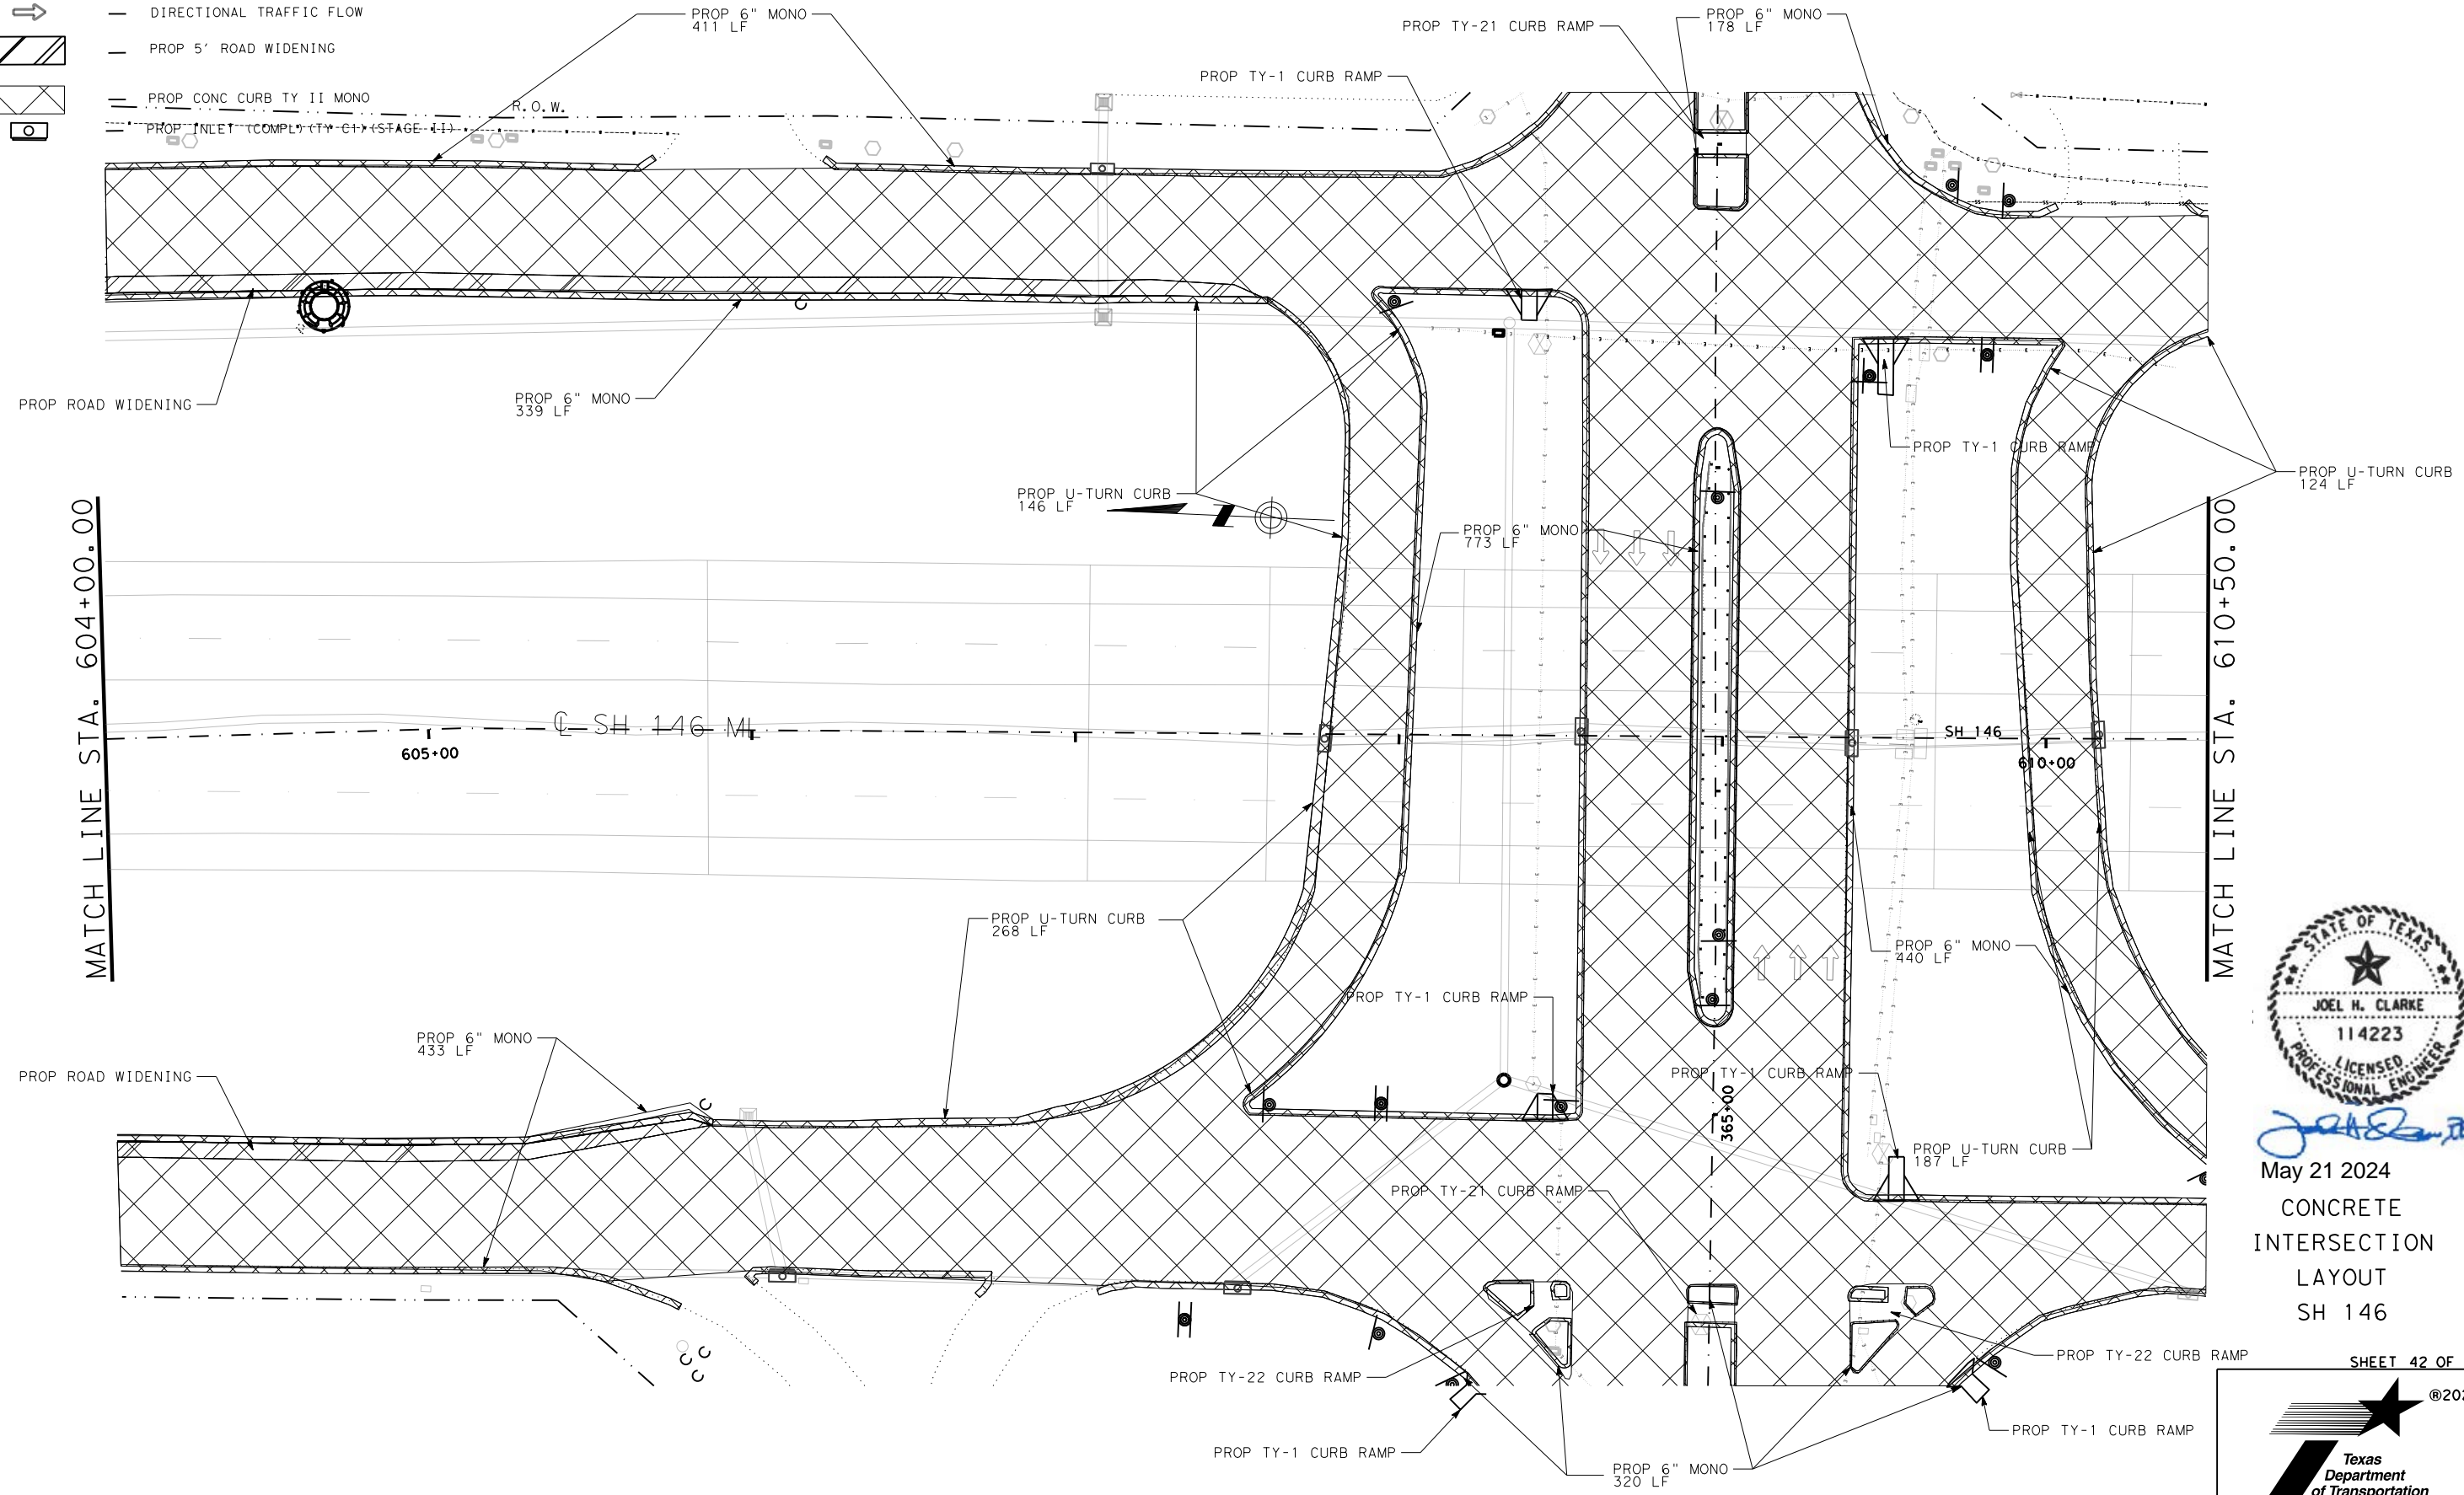 DIRECTIONAL TRAFFIC FLOW
PROP 5' ROAD WIDENING
PROP CONC CURB TY II MONO
R.O.W.
PROP INLET (COMPL)(TY C1)(STAGE II)
PROP 6" MONO
411 LF
PROP TY-21 CURB RAMP
PROP 6" MONO
178 LF
PROP TY-1 CURB RAMP
PROP ROAD WIDENING
PROP 6" MONO
339 LF
PROP TY-1 CURB RAMP
PROP U-TURN CURB
124 LF
PROP U-TURN CURB
146 LF
PROP 6" MONO
773 LF
MATCH LINE STA. 604+00.00
MATCH LINE STA. 610+50.00
℄ SH 146 ML
605+00
SH 146
610+00
PROP U-TURN CURB
268 LF
PROP 6" MONO
440 LF
PROP TY-1 CURB RAMP
PROP 6" MONO
433 LF
PROP ROAD WIDENING
PROP TY-1 CURB RAMP
365+00
PROP U-TURN CURB
187 LF
PROP TY-21 CURB RAMP
STATE OF TEXAS
JOEL H. CLARKE
114223
LICENSED
PROFESSIONAL ENGINEER
May 21 2024
CONCRETE
INTERSECTION
LAYOUT
SH 146
PROP TY-22 CURB RAMP
PROP TY-22 CURB RAMP
SHEET 42 OF
PROP TY-1 CURB RAMP
PROP TY-1 CURB RAMP
PROP 6" MONO
320 LF
Texas
Department
of Transportation